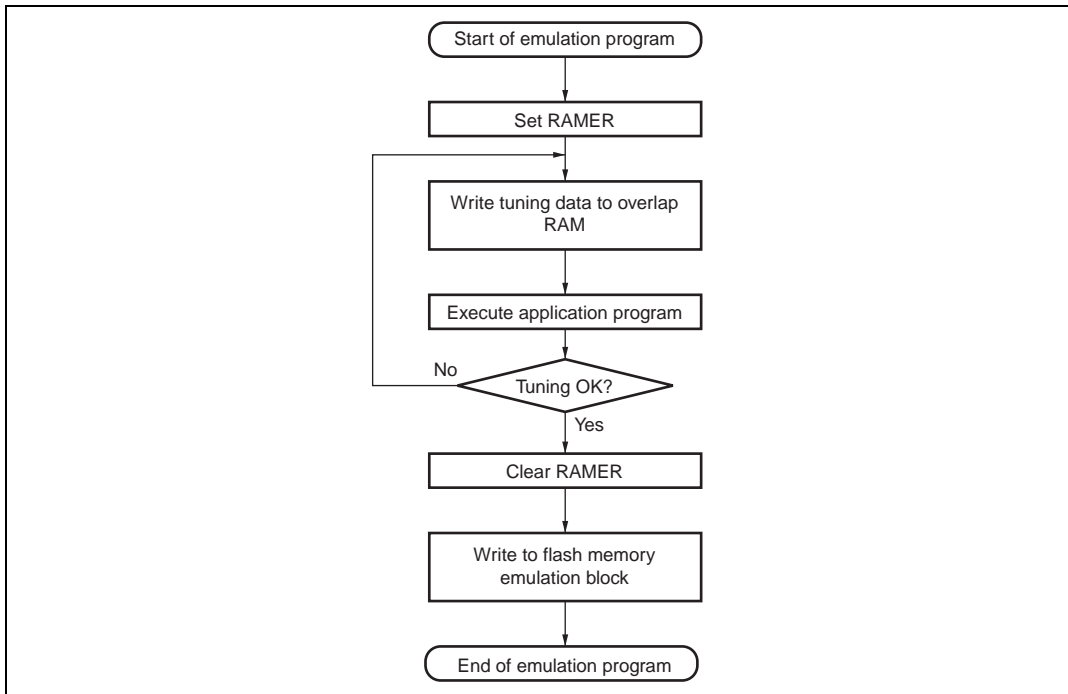 Start of emulation program
Set RAMER
Write tuning data to overlap
RAM
Execute application program
No
Tuning OK?
Yes
Clear RAMER
Write to flash memory
emulation block
End of emulation program